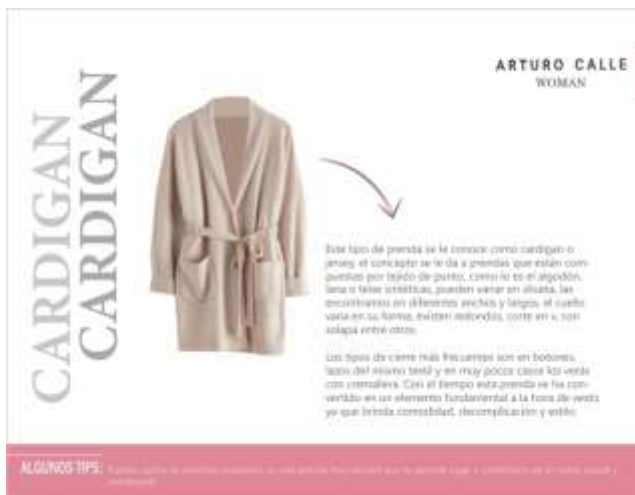 CARDIGAN
CARDIGAN
ARTURO CALLE
WOMAN
Este tipo de prenda se le conoce como cardigan o
jersey, el concepto se le da a prendas que están com-
puestas por tejido de punto, como lo es el algodón,
lana o telas sintéticas, pueden variar en silueta, las
encontramos en diferentes anchos y largos, el cuello
varia en su forma, existen redondos, corte en v, con
solapa entre otros.
Los tipos de cierre más frecuentes son en botones,
lazos del mismo textil y en muy pocos casos los verás
con cremallera. Con el tiempo esta prenda se ha con-
vertido en un elemento fundamental a la hora de vestir,
ya que brinda comodidad, decomplicación y estilo.
ALGUNOS TIPS: